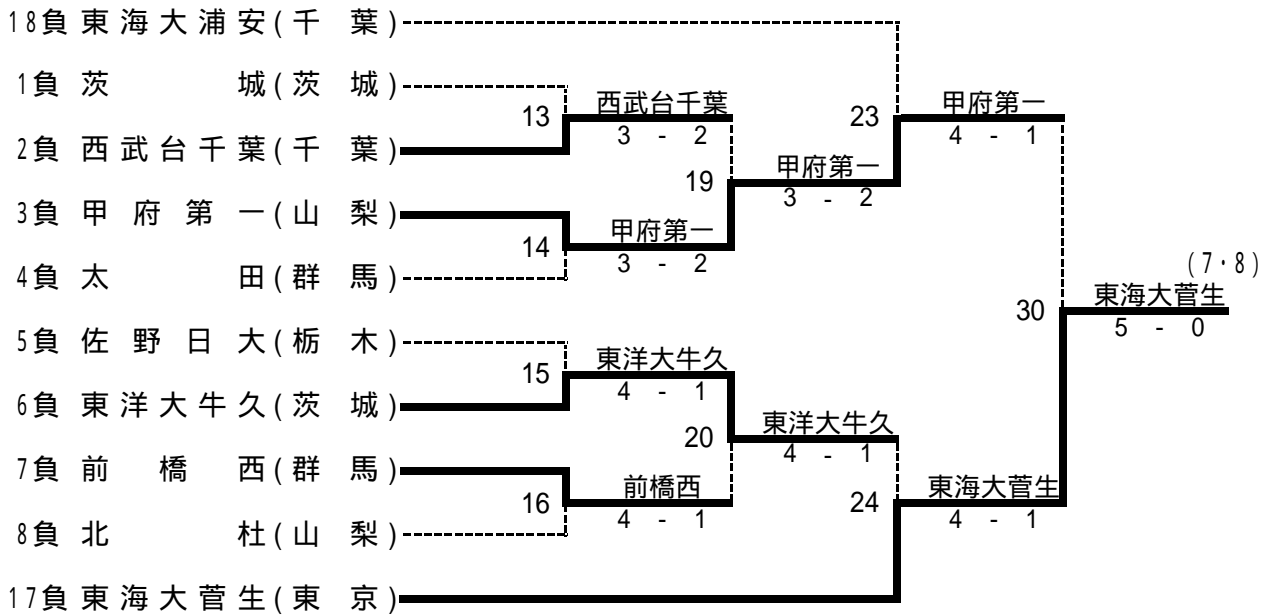 18負 東海大浦安(千 葉)
1負 茨 城(茨 城)
13 西武台千葉 3 - 2
23 甲府第一 4 - 1
2負 西武台千葉(千 葉)
19 甲府第一 3 - 2
3負 甲府第一(山 梨)
14 甲府第一 3 - 2
4負 太 田(群 馬)
(7・8)
30 東海大菅生 5 - 0
5負 佐野日大(栃 木)
15 東洋大牛久 4 - 1
6負 東洋大牛久(茨 城)
20 東洋大牛久 4 - 1
7負 前橋西(群 馬)
16 前橋西 4 - 1
24 東海大菅生 4 - 1
8負 北 杜(山 梨)
17負 東海大菅生(東 京)